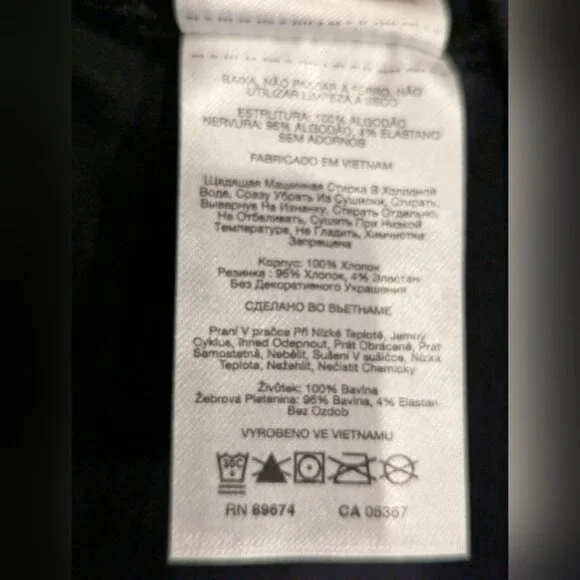 BAIXA, NÃO PASSAR A FERRO, NÃO
UTILIZAR LIMPEZA A SECO
ESTRUTURA: 100% ALGODÃO
NERVURA: 96% ALGODÃO, 4% ELASTANO
SEM ADORNOS
FABRICADO EM VIETNAM
Щадящая Машинная Стирка В Холодной
Воде, Сразу Убрать Из Сушилки, Стирать,
Вывернув На Изнанку, Стирать Отдельно,
Не Отбеливать, Сушить При Низкой
Температуре, Не Гладить, Химчистка
Запрещена
Корпус: 100% Хлопок
Резинка : 96% Хлопок, 4% Эластан
Без Декоративного Украшения
СДЕЛАНО ВО ВЬЕТНАМЕ
Praní V pračce Při Nízké Teplotě, Jemný
Cyklus, Ihned Odepnout, Prát Obráceně, Prát
Samostatně, Nebělit, Sušení V sušičce, Nízká
Teplota, Nežehlit, Nečistit Chemicky
Živôtek: 100% Bavlna
Žebrova Pletenina: 96% Bavlna, 4% Elastan
Bez Ozdob
VYROBENO VE VIETNAMU
30C
RN 89674 CA 05367